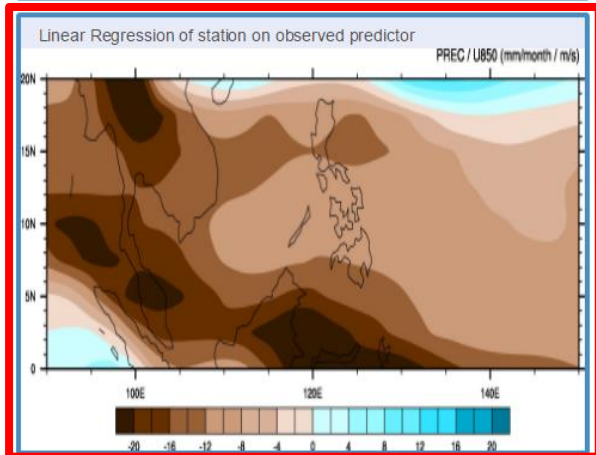 Linear Regression of station on observed predictor
PREC / U850 (mm/month / m/s)
20N
15N
10N
5N
0
100E 120E 140E
-20 -16 -12 -8 -4 0 4 8 12 16 20